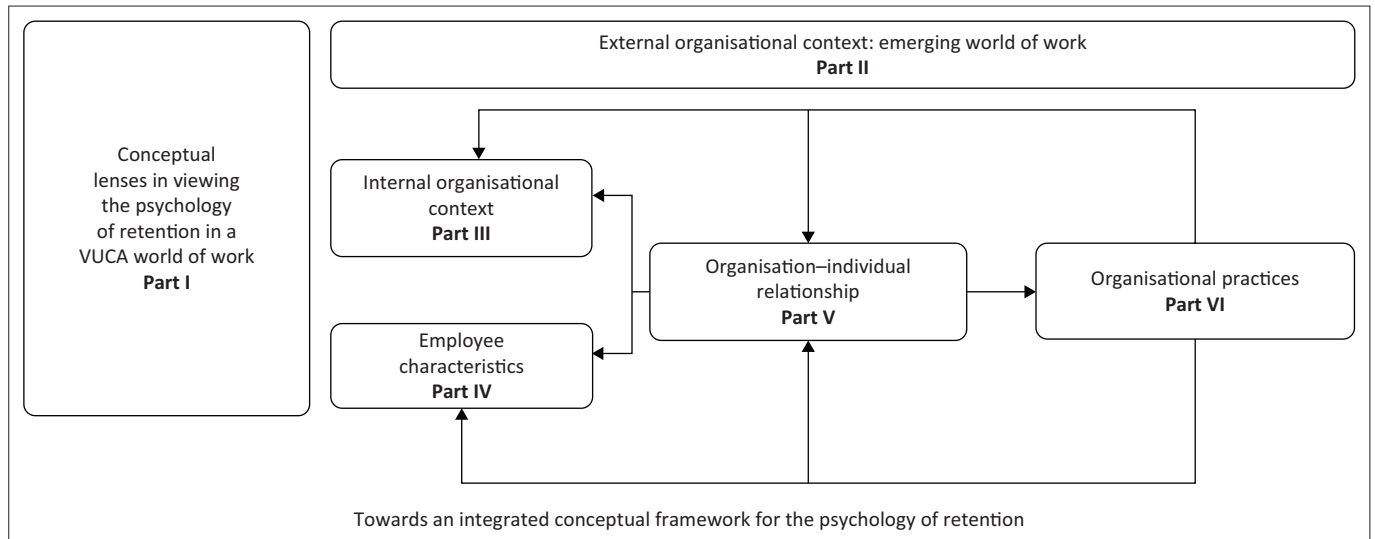 Conceptual
lenses in viewing
the psychology
of retention in a
VUCA world of work
Part I
External organisational context: emerging world of work
Part II
Internal organisational
context
Part III
Employee
characteristics
Part IV
Organisation–individual
relationship
Part V
Organisational practices
Part VI
Towards an integrated conceptual framework for the psychology of retention